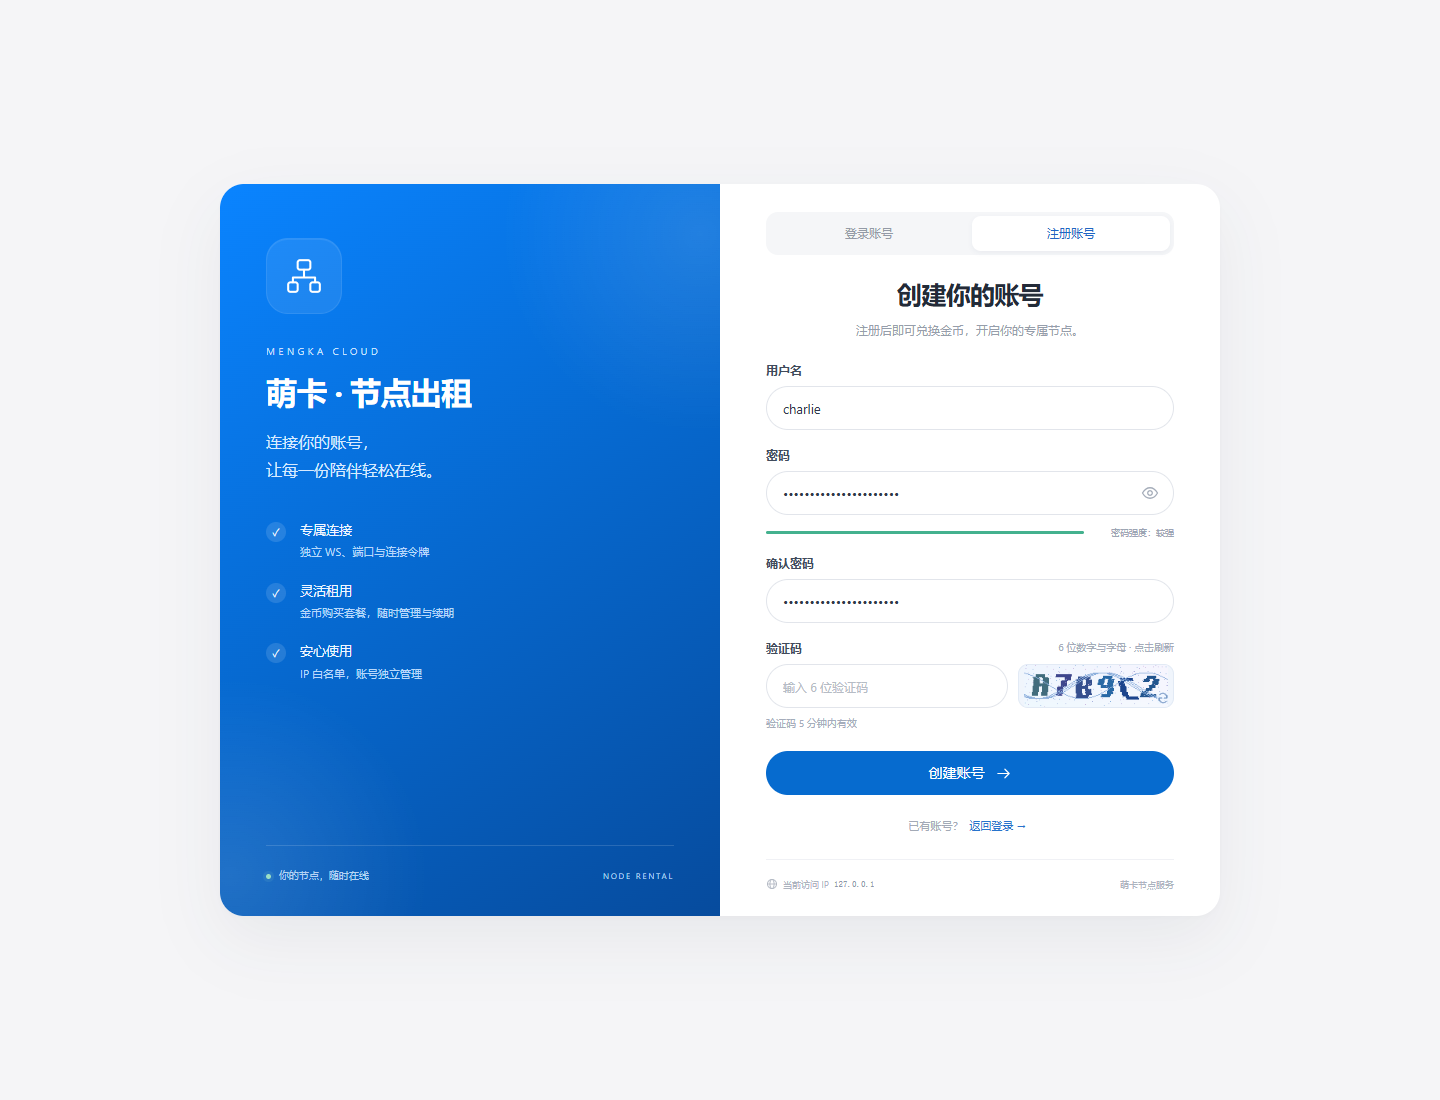 MENGKA CLOUD
萌卡 · 节点出租
连接你的账号，
让每一份陪伴轻松在线。
专属连接
独立 WS、端口与连接令牌
灵活租用
金币购买套餐，随时管理与续期
安心使用
IP 白名单，账号独立管理
你的节点，随时在线
NODE RENTAL
登录账号
注册账号
创建你的账号
注册后即可兑换金币，开启你的专属节点。
用户名
charlie
密码
••••••••••••••••••••••
密码强度：较强
确认密码
••••••••••••••••••••••
验证码
6 位数字与字母 · 点击刷新
输入 6 位验证码
A7B9C2
验证码 5 分钟内有效
创建账号 →
已有账号？ 返回登录 →
当前访问 IP 127.0.0.1
萌卡节点服务